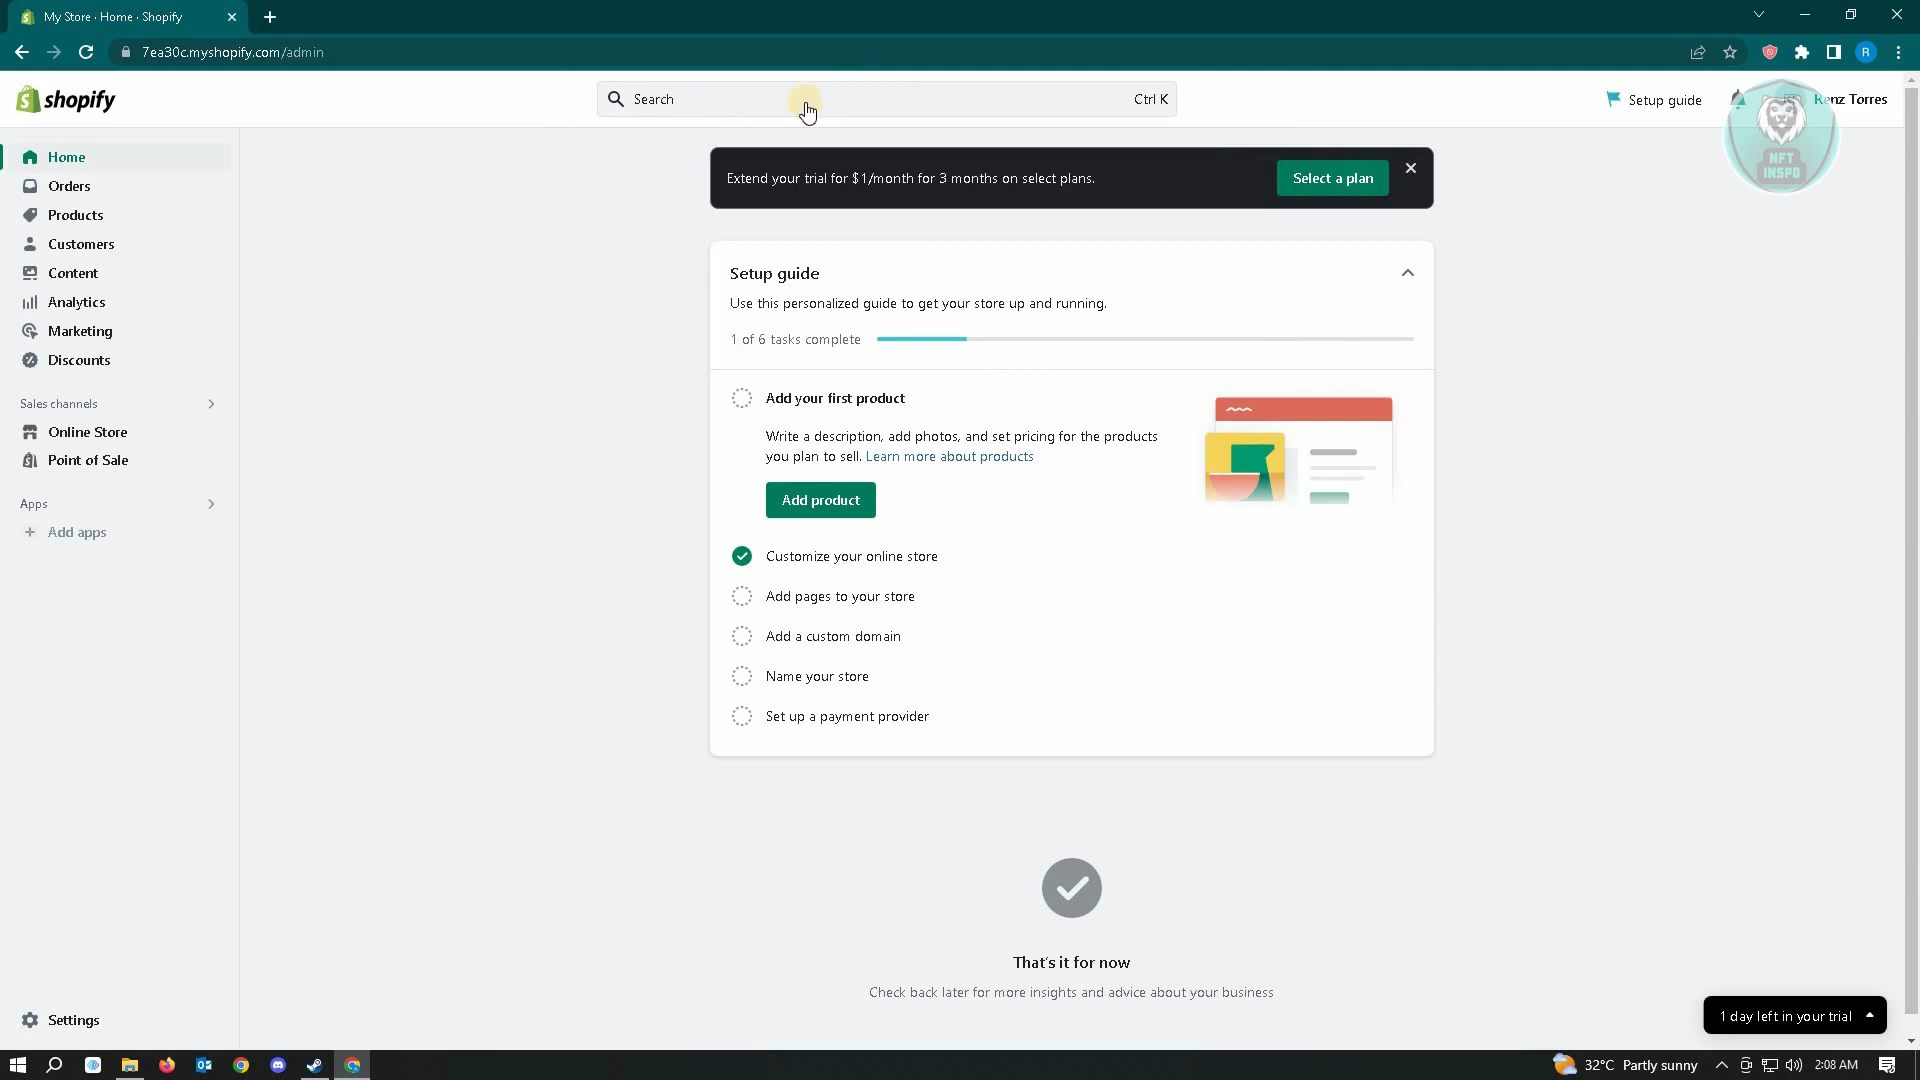 My Store · Home · Shopify
7ea30c.myshopify.com/admin
R
shopify
Search
Ctrl K
Setup guide
Renz Torres
NFT
INSPO
Home
Orders
Products
Customers
Content
Analytics
Marketing
Discounts
Sales channels
Online Store
Point of Sale
Apps
Add apps
Settings
Extend your trial for $1/month for 3 months on select plans.
Select a plan
Setup guide
Use this personalized guide to get your store up and running.
1 of 6 tasks complete
Add your first product
Write a description, add photos, and set pricing for the products
you plan to sell. Learn more about products
Add product
Customize your online store
Add pages to your store
Add a custom domain
Name your store
Set up a payment provider
That's it for now
Check back later for more insights and advice about your business
1 day left in your trial
32°C Partly sunny
2:08 AM